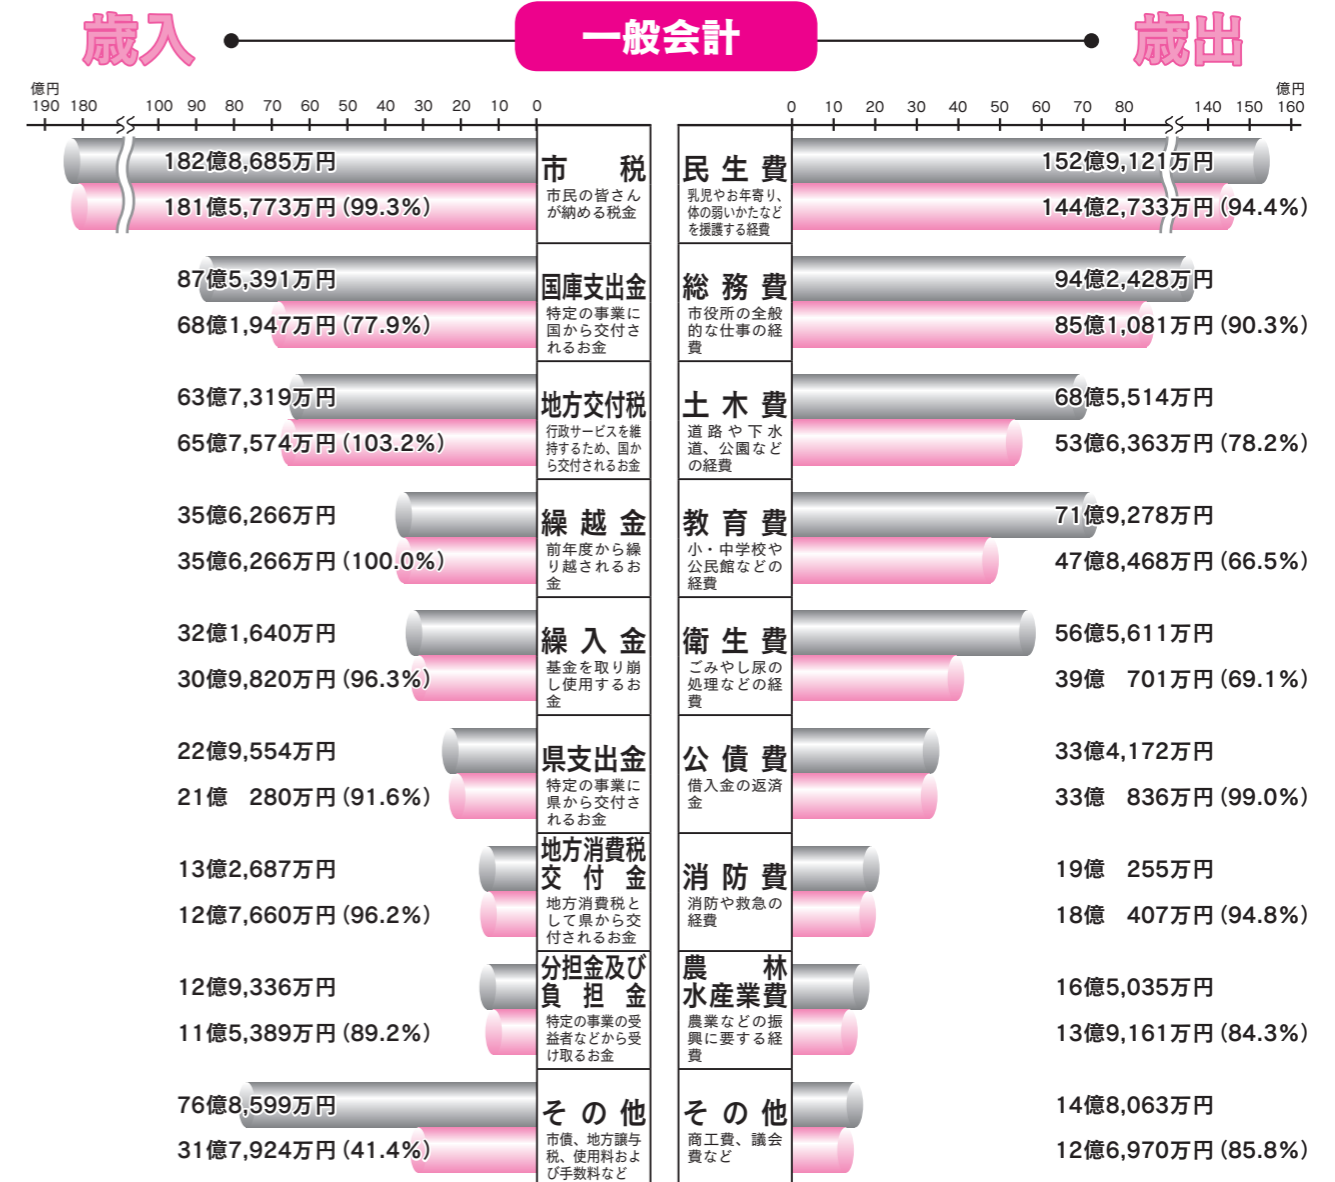 歳入
一般会計
歳出
億円
190 180 100 90 80 70 60 50 40 30 20 10 0
億円
0 10 20 30 40 50 60 70 80 140 150 160
182億8,685万円
181億5,773万円(99.3%)
市税
市民の皆さん
が納める税金
87億5,391万円
68億1,947万円(77.9%)
国庫支出金
特定の事業に
国から交付さ
れるお金
63億7,319万円
65億7,574万円(103.2%)
地方交付税
行政サービスを維
持するため、国か
ら交付されるお金
35億6,266万円
35億6,266万円(100.0%)
繰越金
前年度から繰
り越されるお
金
32億1,640万円
30億9,820万円(96.3%)
繰入金
基金を取り崩
し使用するお
金
22億9,554万円
21億 280万円(91.6%)
県支出金
特定の事業に
県から交付さ
れるお金
13億2,687万円
12億7,660万円(96.2%)
地方消費税
交付金
地方消費税と
して県から交
付されるお金
12億9,336万円
11億5,389万円(89.2%)
分担金及び
負担金
特定の事業の受
益者などから受
け取るお金
76億8,599万円
31億7,924万円(41.4%)
その他
市債、地方譲与
税、使用料およ
び手数料など
民生費
乳児やお年寄り、
体の弱いかたなど
を援護する経費
152億9,121万円
144億2,733万円(94.4%)
総務費
市役所の全般
的な仕事の経
費
94億2,428万円
85億1,081万円(90.3%)
土木費
道路や下水
道、公園など
の経費
68億5,514万円
53億6,363万円(78.2%)
教育費
小・中学校や
公民館などの
経費
71億9,278万円
47億8,468万円(66.5%)
衛生費
ごみやし尿の
処理などの経
費
56億5,611万円
39億 701万円(69.1%)
公債費
借入金の返済
金
33億4,172万円
33億 836万円(99.0%)
消防費
消防や救急の
経費
19億 255万円
18億 407万円(94.8%)
農林
水産業費
農業などの振
興に要する経
費
16億5,035万円
13億9,161万円(84.3%)
その他
商工費、議会
費など
14億8,063万円
12億6,970万円(85.8%)